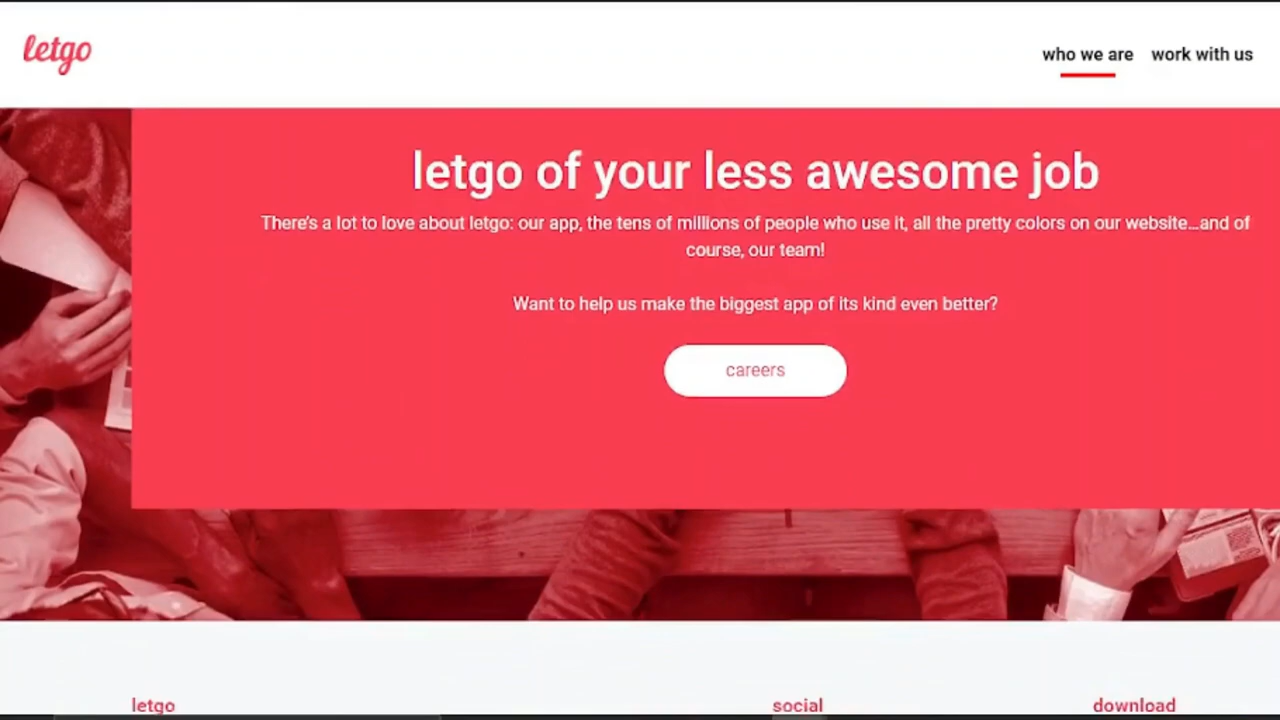 letgo
who we are work with us
letgo of your less awesome job
There's a lot to love about letgo: our app, the tens of millions of people who use it, all the pretty colors on our website...and of
course, our team!
Want to help us make the biggest app of its kind even better?
careers
letgo social download